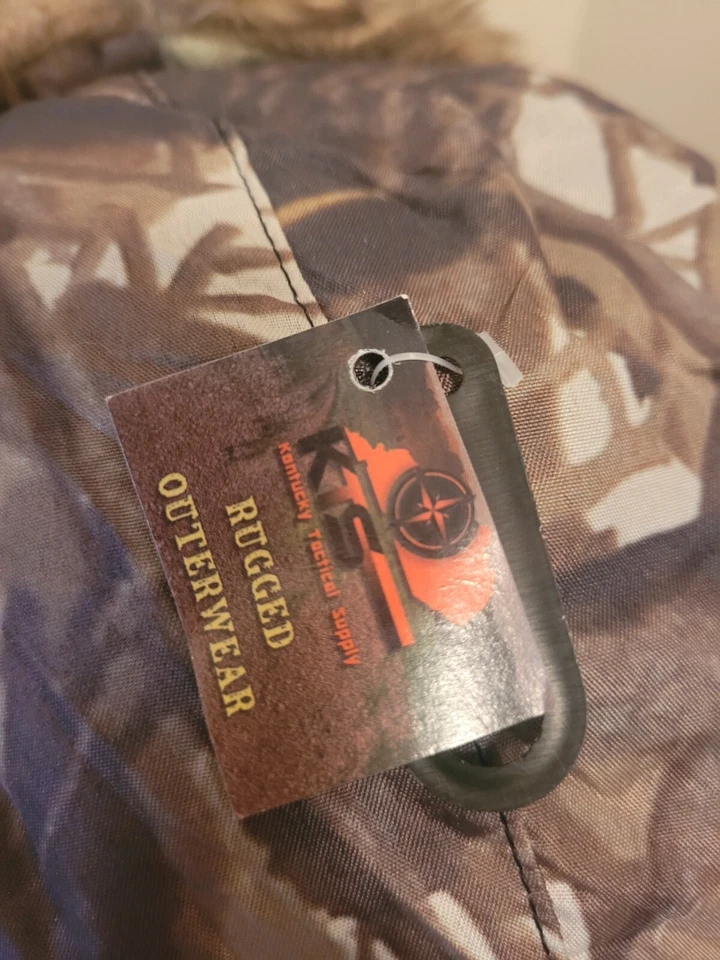 KTS
Kentucky Tactical Supply
RUGGED
OUTERWEAR